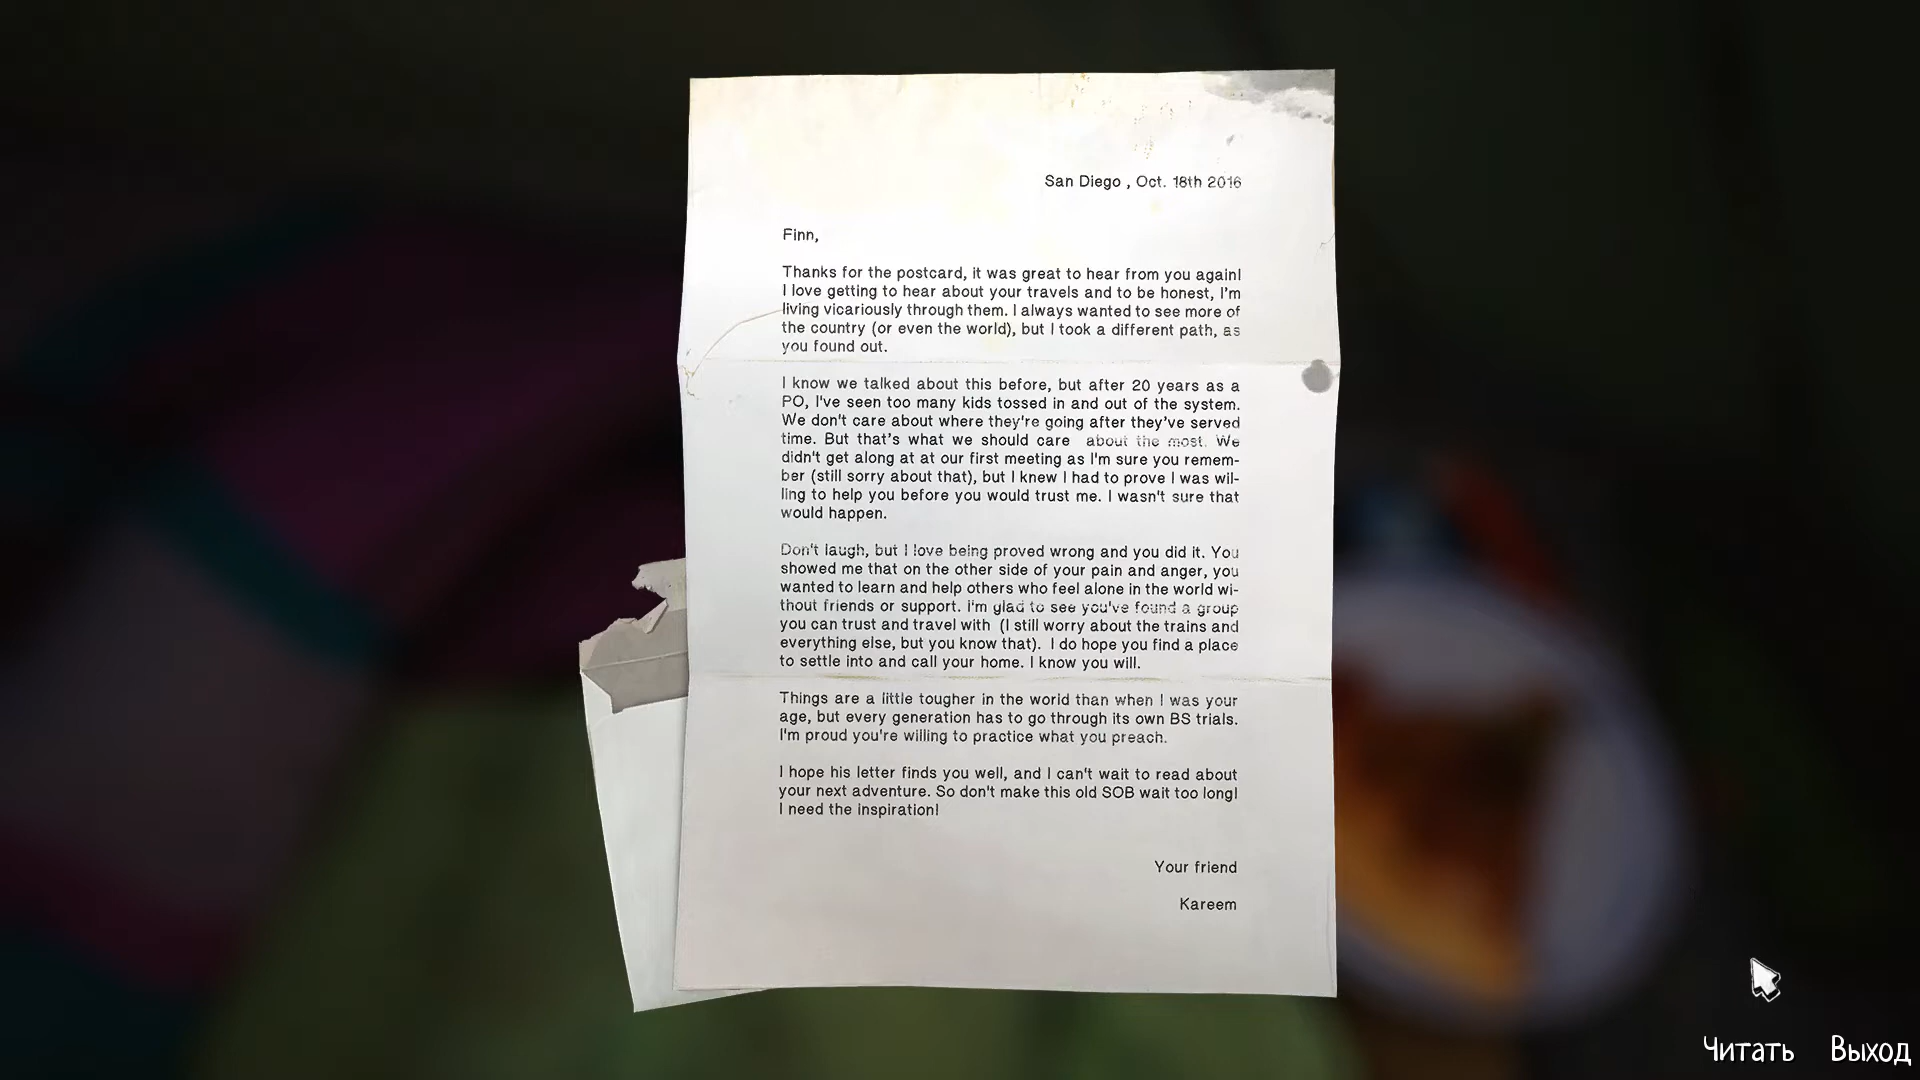 San Diego , Oct. 18th 2016
Finn,
Thanks for the postcard, it was great to hear from you again!
I love getting to hear about your travels and to be honest, I'm
living vicariously through them. I always wanted to see more of
the country (or even the world), but I took a different path, as
you found out.
I know we talked about this before, but after 20 years as a
PO, I've seen too many kids tossed in and out of the system.
We don't care about where they're going after they've served
time. But that's what we should care about the most. We
didn't get along at at our first meeting as I'm sure you remem-
ber (still sorry about that), but I knew I had to prove I was wil-
ling to help you before you would trust me. I wasn't sure that
would happen.
Don't laugh, but I love being proved wrong and you did it. You
showed me that on the other side of your pain and anger, you
wanted to learn and help others who feel alone in the world wi-
thout friends or support. I'm glad to see you've found a group
you can trust and travel with (I still worry about the trains and
everything else, but you know that). I do hope you find a place
to settle into and call your home. I know you will.
Things are a little tougher in the world than when I was your
age, but every generation has to go through its own BS trials.
I'm proud you're willing to practice what you preach.
I hope his letter finds you well, and I can't wait to read about
your next adventure. So don't make this old SOB wait too long!
I need the inspiration!
Your friend
Kareem
Читать Выход